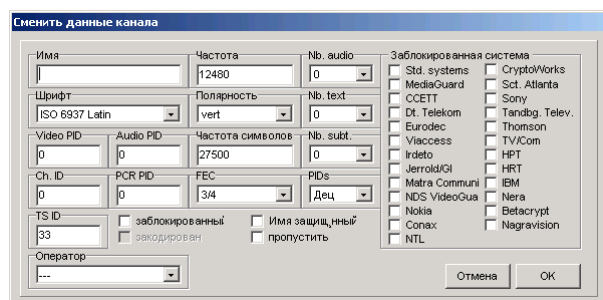 Сменить данные канала
Имя
Частота
12480
Nb. audio
0
Шрифт
ISO 6937 Latin
Полярность
vert
Nb. text
0
Video PID
0
Audio PID
0
Частота символов
27500
Nb. subt.
0
Ch. ID
0
PCR PID
0
FEC
3/4
PIDs
Дец
TS ID
33
заблокированный
закодирован
Имя защищ„нный
пропустить
Оператор
---
Заблокированная система
Std. systems
MediaGuard
CCETT
Dt. Telekom
Eurodec
Viaccess
Irdeto
Jerrold/GI
Matra Communi
NDS VideoGua
Nokia
Conax
NTL
CryptoWorks
Sct. Atlanta
Sony
Tandbg. Telev.
Thomson
TV/Com
HPT
HRT
IBM
Nera
Betacrypt
Nagravision
Отмена
OK